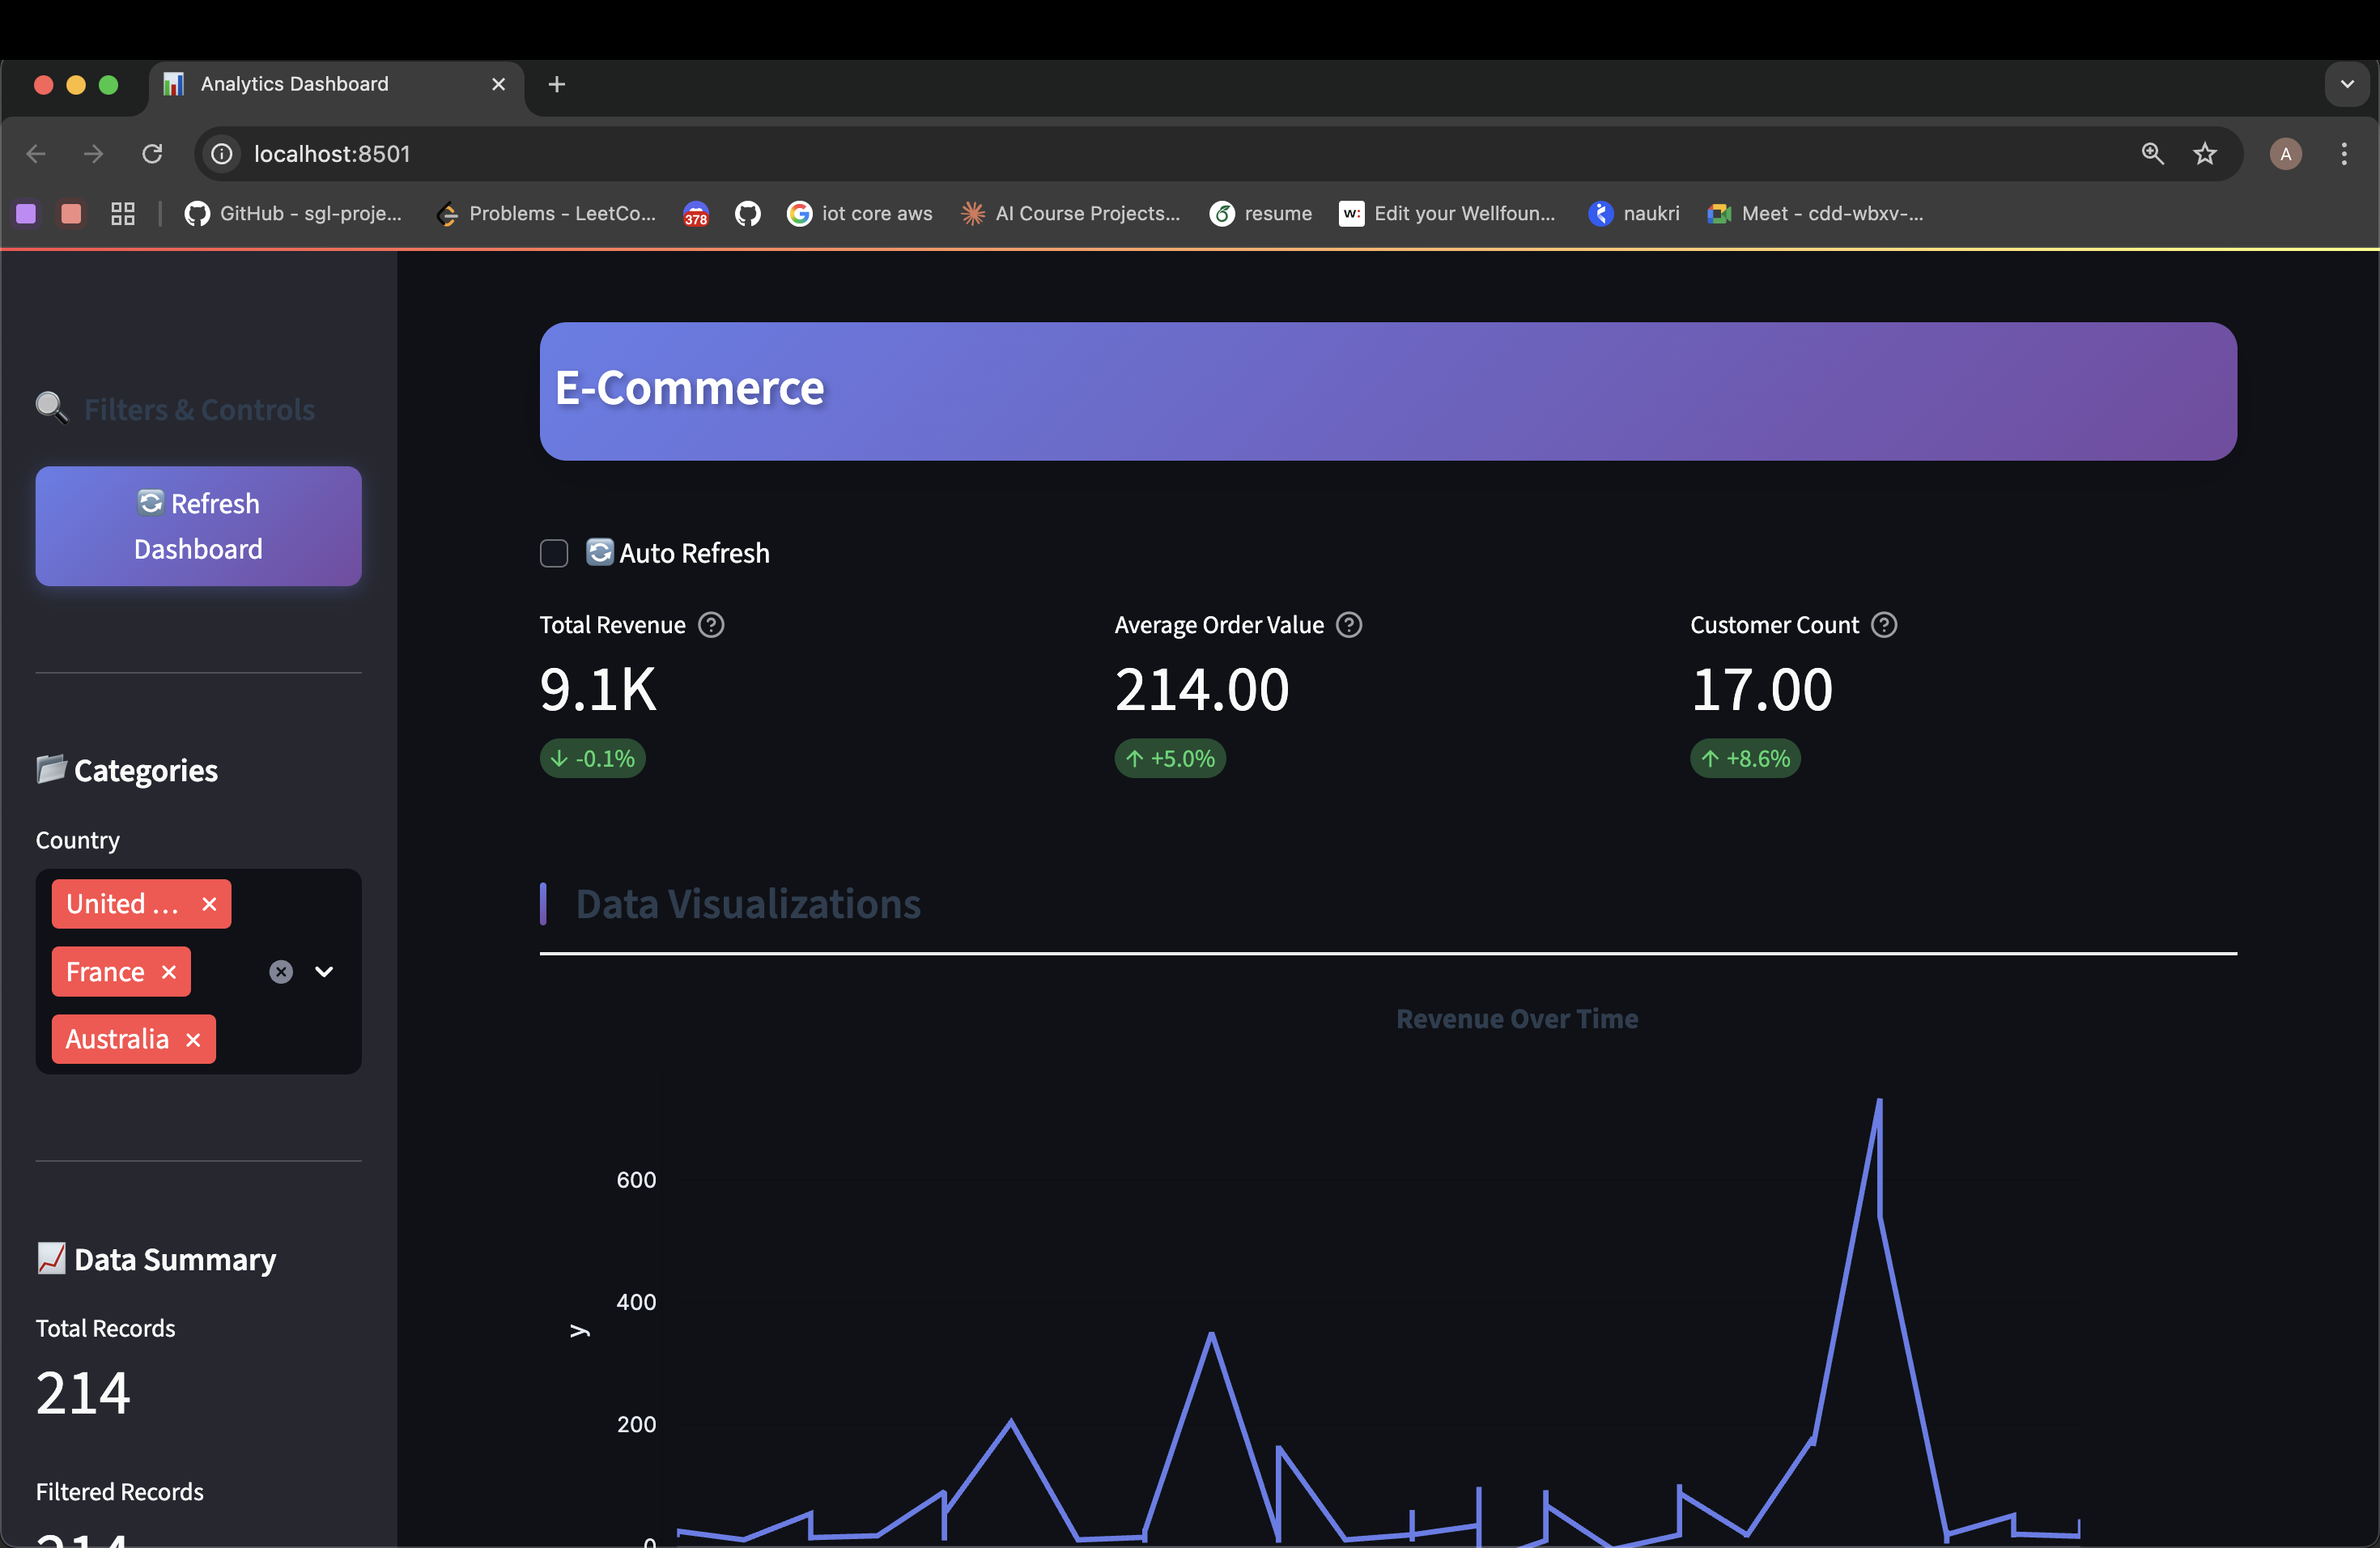 Analytics Dashboard
localhost:8501
A
GitHub - sgl-proje...
Problems - LeetCo...
378
iot core aws
AI Course Projects...
resume
w:
Edit your Wellfoun...
naukri
Meet - cdd-wbxv-...
Filters & Controls
Refresh
Dashboard
Categories
Country
United ...
France
Australia
Data Summary
Total Records
214
Filtered Records
214
E-Commerce
Auto Refresh
Total Revenue
9.1K
-0.1%
Average Order Value
214.00
+5.0%
Customer Count
17.00
+8.6%
Data Visualizations
Revenue Over Time
600
400
200
0
y